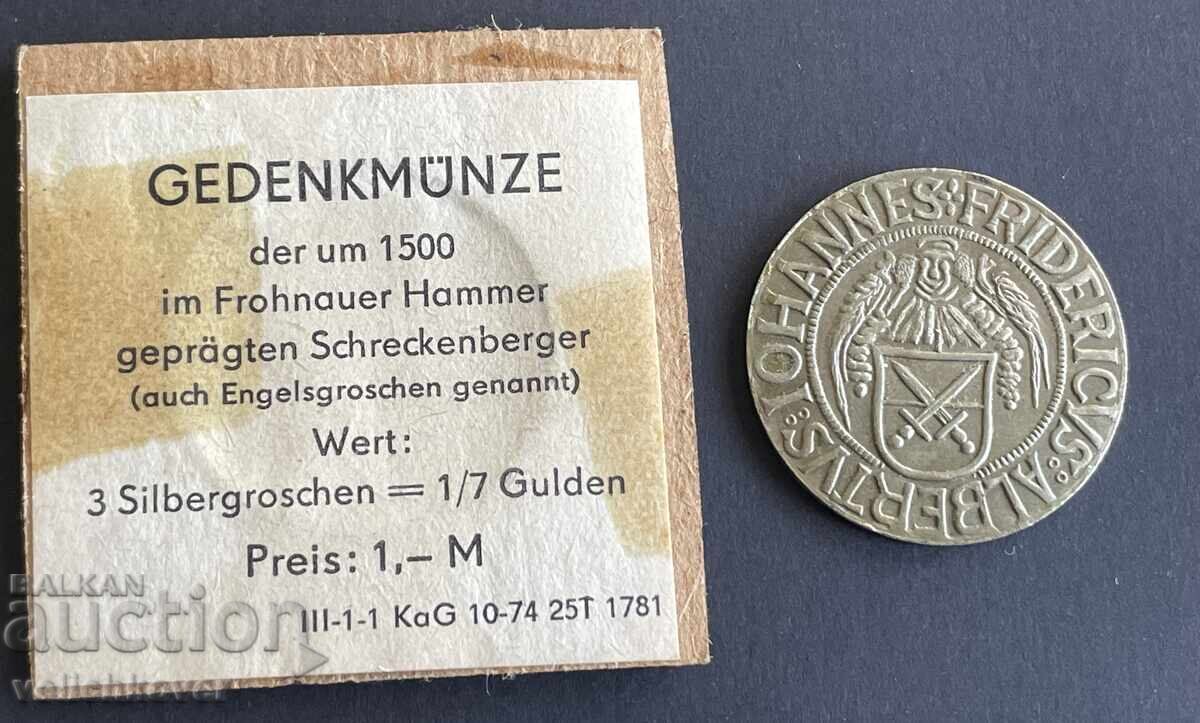 GEDENKMÜNZE
der um 1500
im Frohnauer Hammer
geprägten Schreckenberger
(auch Engelsgroschen genannt)
Wert:
3 Silbergroschen = 1/7 Gulden
Preis: 1,– M
III-1-1 KaG 10-74 25T 1781
IOHANNES:FRIDERICVS:ALBERTVS:
BALKAN
auction
velichkover